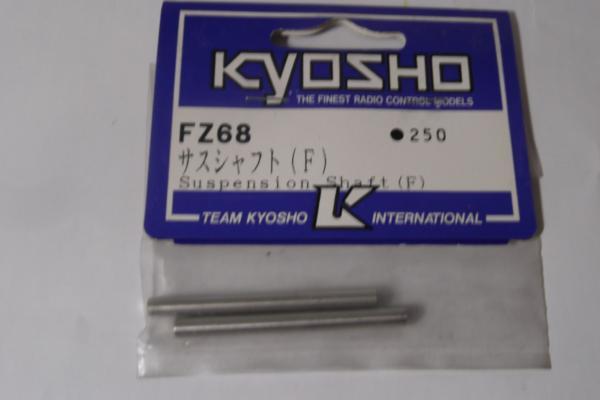 KYOSHO
THE FINEST RADIO CONTROL MODELS
FZ68 ●250
サスシャフト(F)
Suspension Shaft(F)
TEAM KYOSHO K INTERNATIONAL